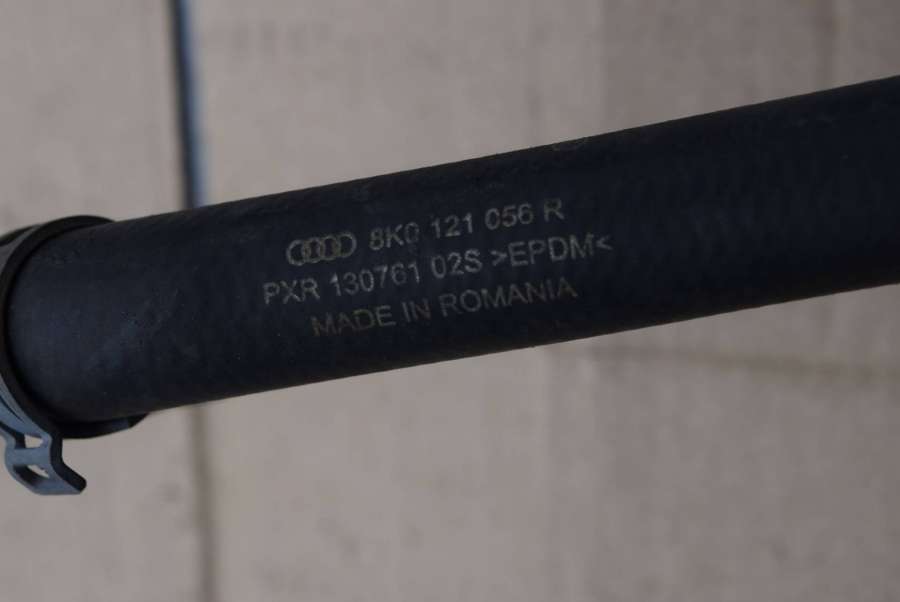 8K0 121 056 R
PXR 130761 02S >EPDM<
MADE IN ROMANIA